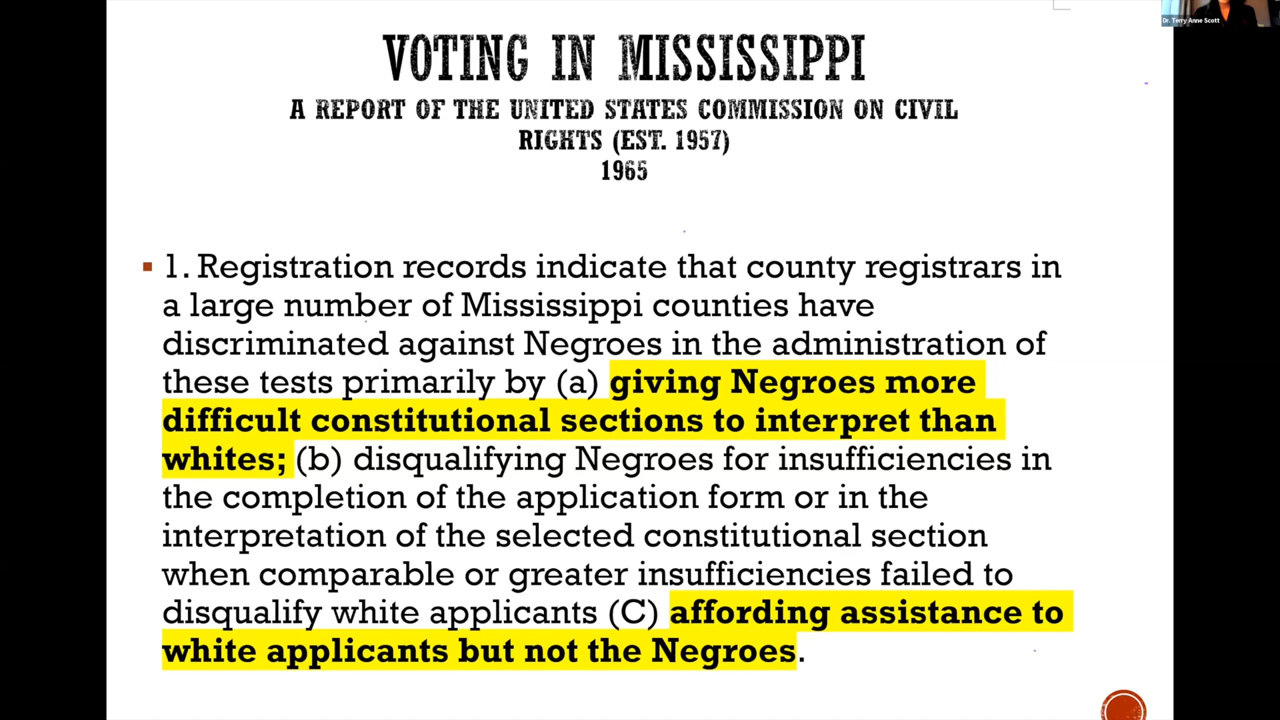 Dr. Terry Anne Scott
VOTING IN MISSISSIPPI
A REPORT OF THE UNITED STATES COMMISSION ON CIVIL
RIGHTS (EST. 1957)
1965
1. Registration records indicate that county registrars in
a large number of Mississippi counties have
discriminated against Negroes in the administration of
these tests primarily by (a) giving Negroes more
difficult constitutional sections to interpret than
whites; (b) disqualifying Negroes for insufficiencies in
the completion of the application form or in the
interpretation of the selected constitutional section
when comparable or greater insufficiencies failed to
disqualify white applicants (C) affording assistance to
white applicants but not the Negroes.